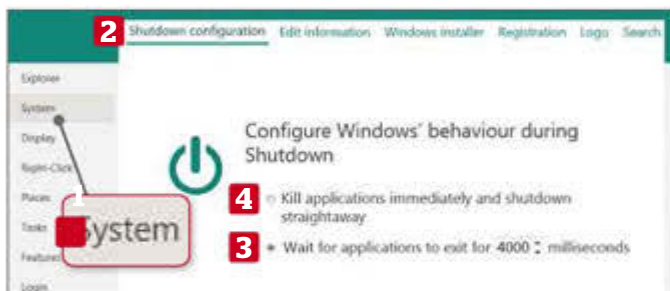 2 Shutdown configuration Edit information Windows installer Registration Logo Search
Explorer
System
Display
Right-Click
Places
Tasks
Features
Login
1
System
Configure Windows' behaviour during
Shutdown
4 Kill applications immediately and shutdown
straightaway
3 Wait for applications to exit for 4000 milliseconds